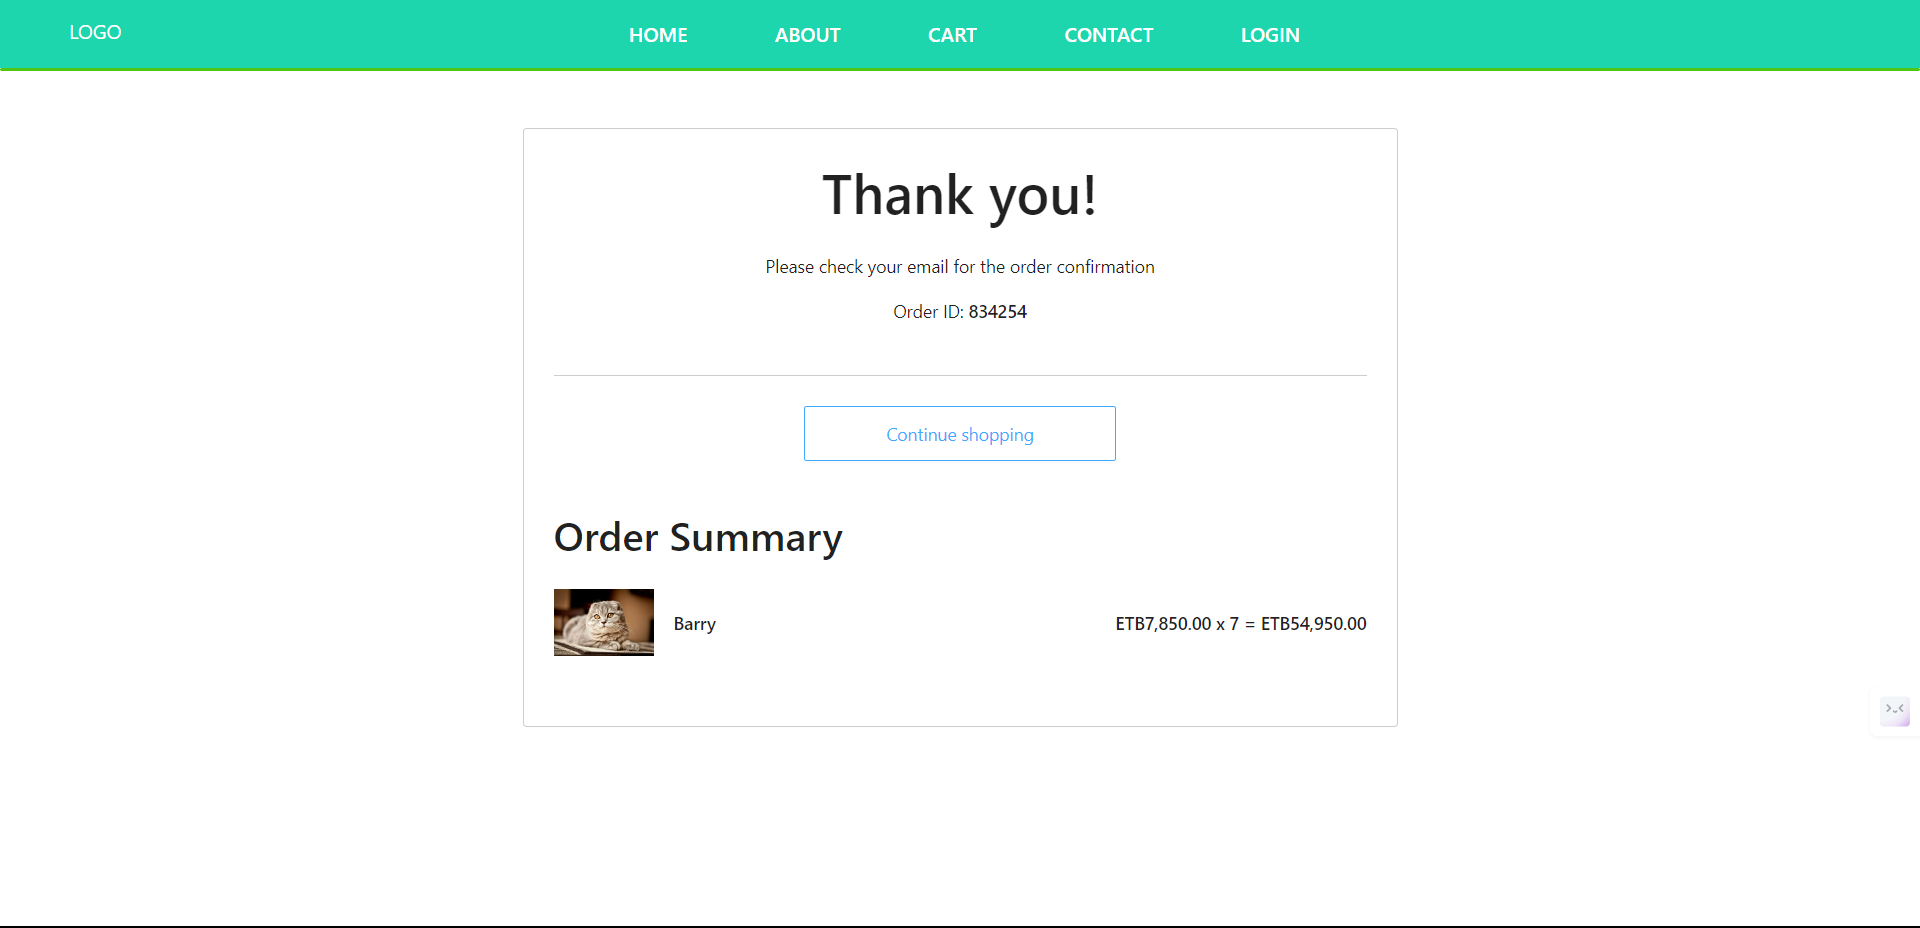 LOGO
HOME ABOUT CART CONTACT LOGIN
Thank you!
Please check your email for the order confirmation
Order ID: 834254
Continue shopping
Order Summary
Barry ETB7,850.00 x 7 = ETB54,950.00